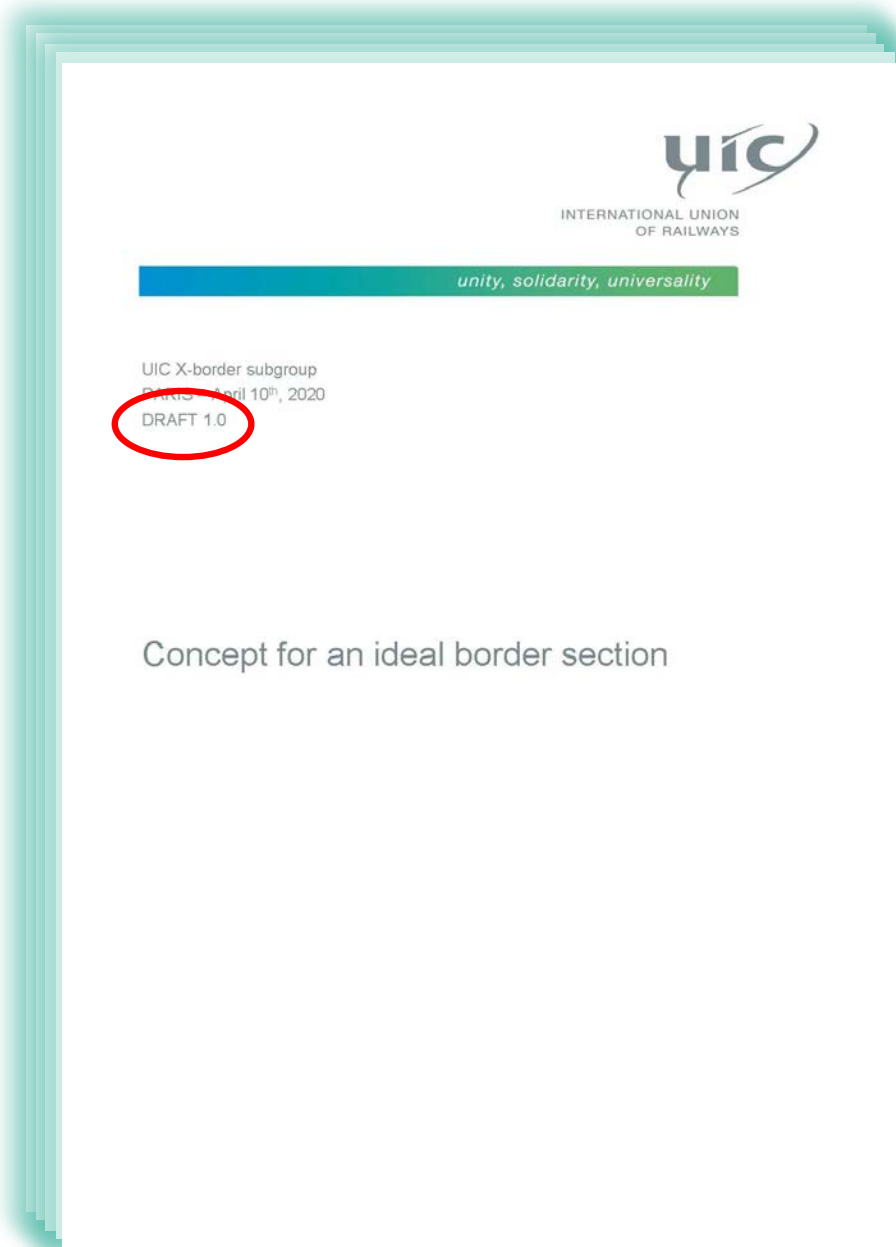 uic
INTERNATIONAL UNION
OF RAILWAYS
unity, solidarity, universality
UIC X-border subgroup
PARIS – April 10th, 2020
DRAFT 1.0
Concept for an ideal border section